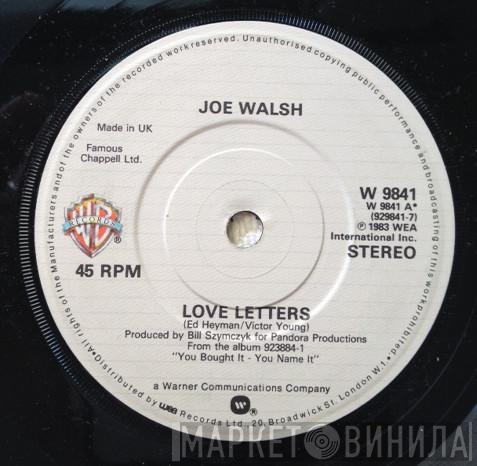 of the Manufacturers and of the owners of the recorded work reserved. Unauthorised copying public performance and broadcasting of this work prohibited.
JOE WALSH
Made in UK
Famous
Chappell Ltd.
W 9841
W 9841 A*
(929841-7)
℗ 1983 WEA
International Inc.
STEREO
WB
RECORDS
®
45 RPM
LOVE LETTERS
(Ed Heyman/Victor Young)
Produced by Bill Szymczyk for Pandora Productions
From the album 923884-1
"You Bought It - You Name It"
a Warner Communications Company
®
Distributed by wea Records Ltd., 20, Broadwick St. London W.1.
МАРКЕТ ВИНИЛА